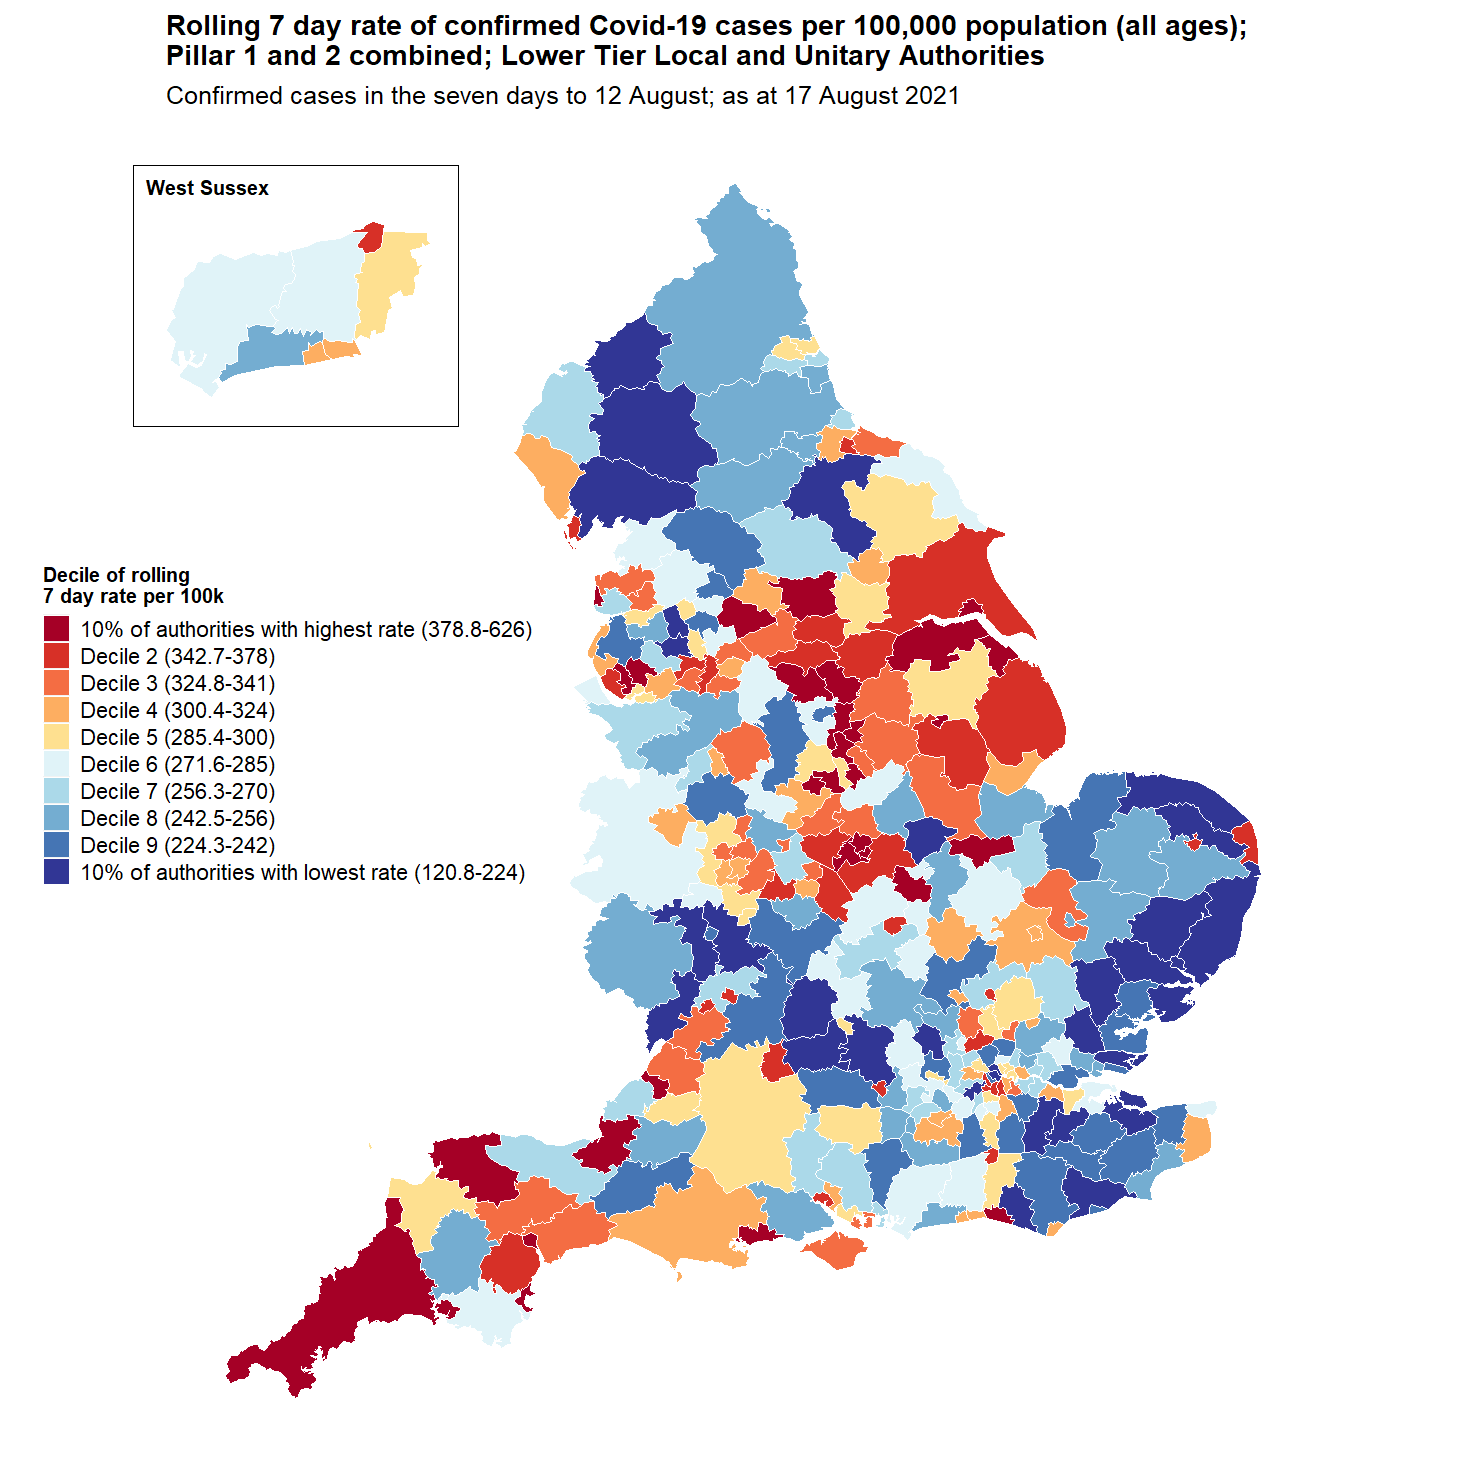 Rolling 7 day rate of confirmed Covid-19 cases per 100,000 population (all ages);
Pillar 1 and 2 combined; Lower Tier Local and Unitary Authorities
Confirmed cases in the seven days to 12 August; as at 17 August 2021
West Sussex
Decile of rolling
7 day rate per 100k
10% of authorities with highest rate (378.8-626)
Decile 2 (342.7-378)
Decile 3 (324.8-341)
Decile 4 (300.4-324)
Decile 5 (285.4-300)
Decile 6 (271.6-285)
Decile 7 (256.3-270)
Decile 8 (242.5-256)
Decile 9 (224.3-242)
10% of authorities with lowest rate (120.8-224)